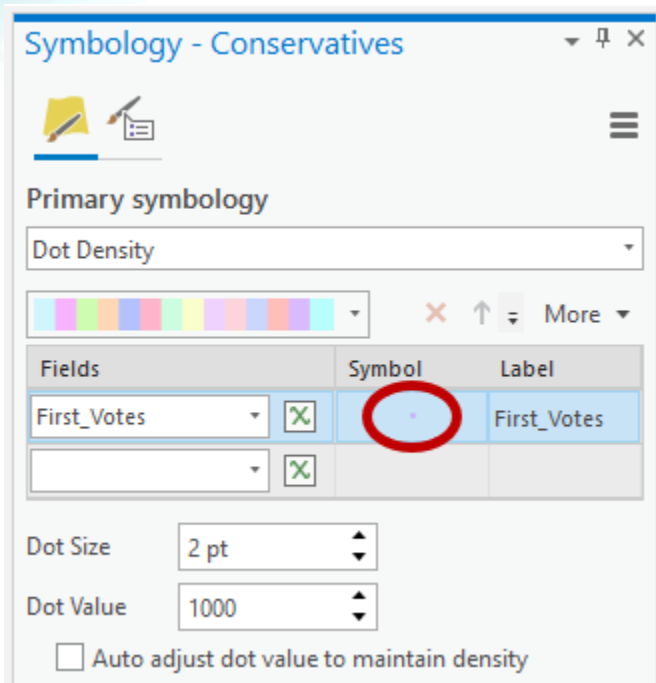 Symbology - Conservatives
Primary symbology
Dot Density
More
Fields Symbol Label
First_Votes First_Votes
Dot Size 2 pt
Dot Value 1000
Auto adjust dot value to maintain density